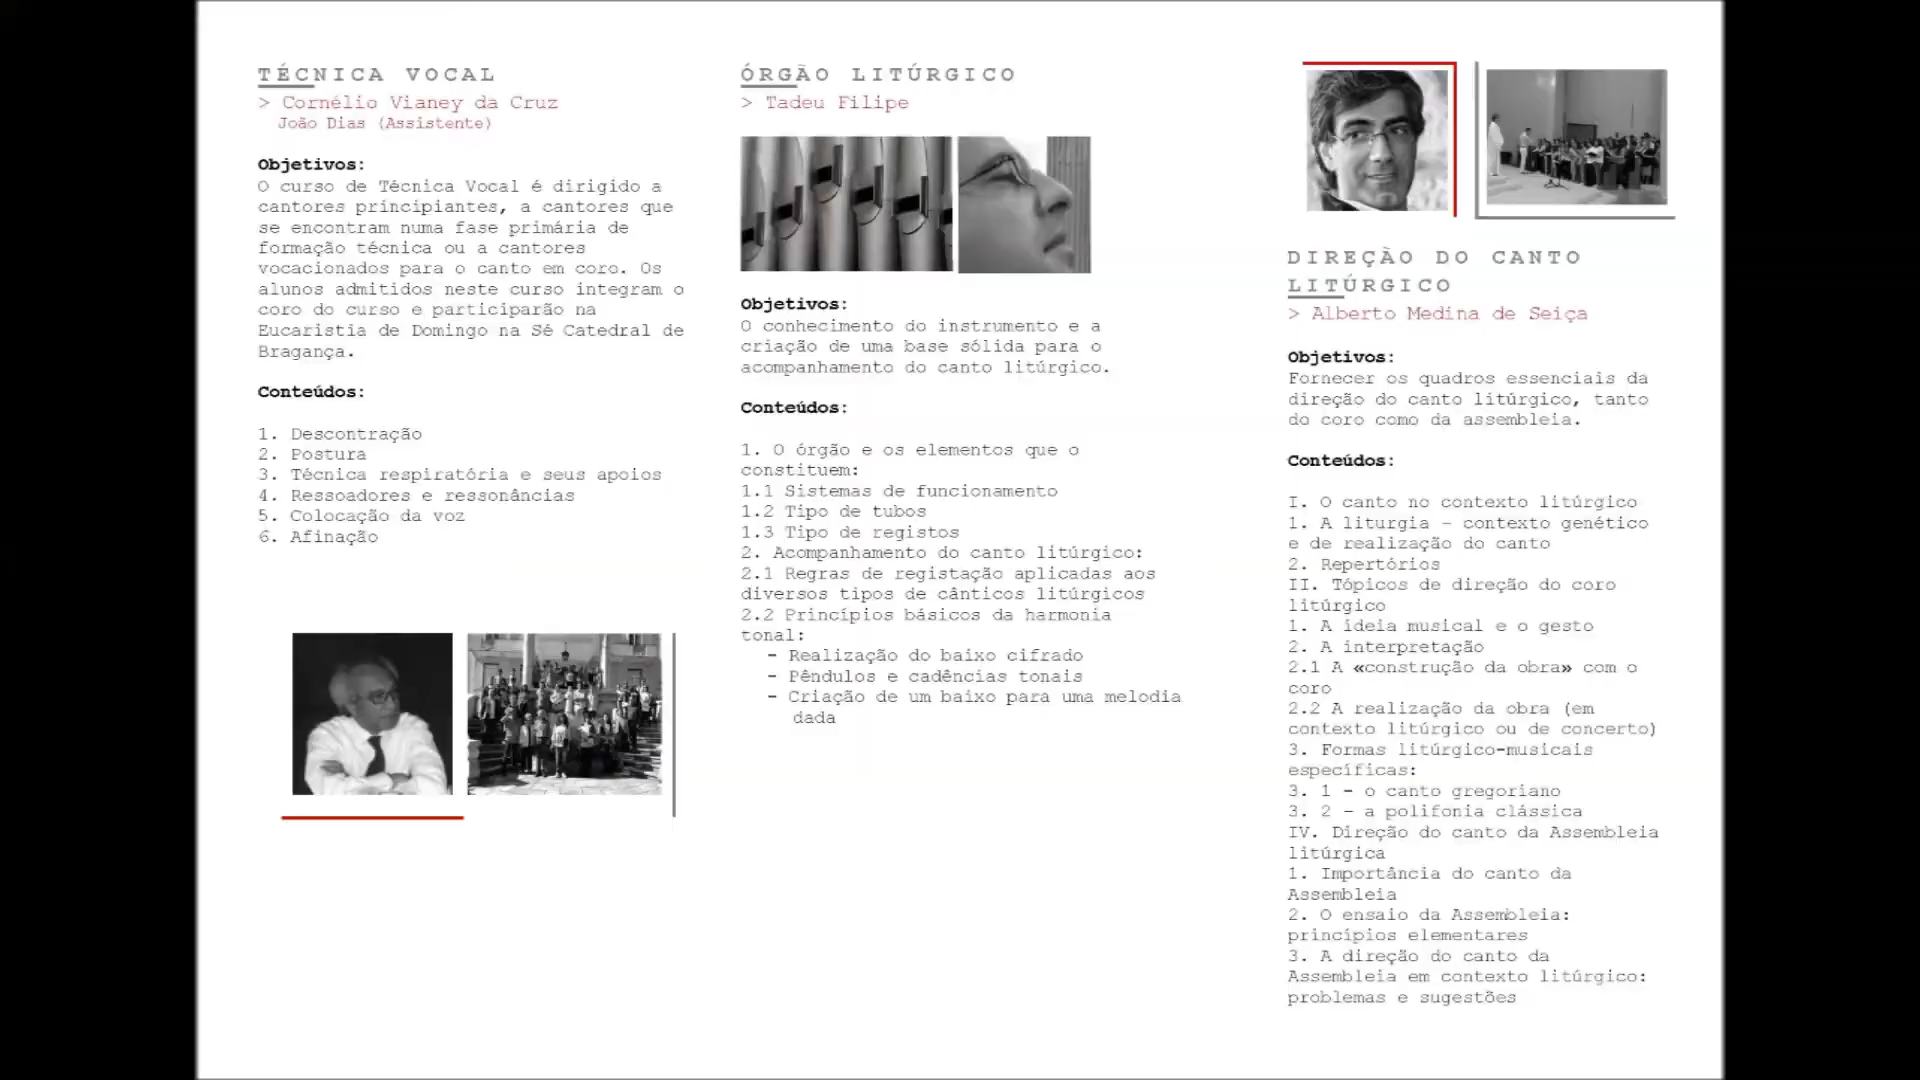 TÉCNICA VOCAL
> Cornélio Vianey da Cruz
João Dias (Assistente)
Objetivos:
O curso de Técnica Vocal é dirigido a
cantores principiantes, a cantores que
se encontram numa fase primária de
formação técnica ou a cantores
vocacionados para o canto em coro. Os
alunos admitidos neste curso integram o
coro do curso e participarão na
Eucaristia de Domingo na Sé Catedral de
Bragança.
Conteúdos:
1. Descontração
2. Postura
3. Técnica respiratória e seus apoios
4. Ressoadores e ressonâncias
5. Colocação da voz
6. Afinação
ÓRGÃO LITÚRGICO
> Tadeu Filipe
Objetivos:
O conhecimento do instrumento e a
criação de uma base sólida para o
acompanhamento do canto litúrgico.
Conteúdos:
1. O órgão e os elementos que o
constituem:
1.1 Sistemas de funcionamento
1.2 Tipo de tubos
1.3 Tipo de registos
2. Acompanhamento do canto litúrgico:
2.1 Regras de registação aplicadas aos
diversos tipos de cânticos litúrgicos
2.2 Princípios básicos da harmonia
tonal:
- Realização do baixo cifrado
- Pêndulos e cadências tonais
- Criação de um baixo para uma melodia
dada
DIREÇÃO DO CANTO
LITÚRGICO
> Alberto Medina de Seiça
Objetivos:
Fornecer os quadros essenciais da
direção do canto litúrgico, tanto
do coro como da assembleia.
Conteúdos:
I. O canto no contexto litúrgico
1. A liturgia – contexto genético
e de realização do canto
2. Repertórios
II. Tópicos de direção do coro
litúrgico
1. A ideia musical e o gesto
2. A interpretação
2.1 A «construção da obra» com o
coro
2.2 A realização da obra (em
contexto litúrgico ou de concerto)
3. Formas litúrgico-musicais
específicas:
3. 1 - o canto gregoriano
3. 2 – a polifonia clássica
IV. Direção do canto da Assembleia
litúrgica
1. Importância do canto da
Assembleia
2. O ensaio da Assembleia:
princípios elementares
3. A direção do canto da
Assembleia em contexto litúrgico:
problemas e sugestões